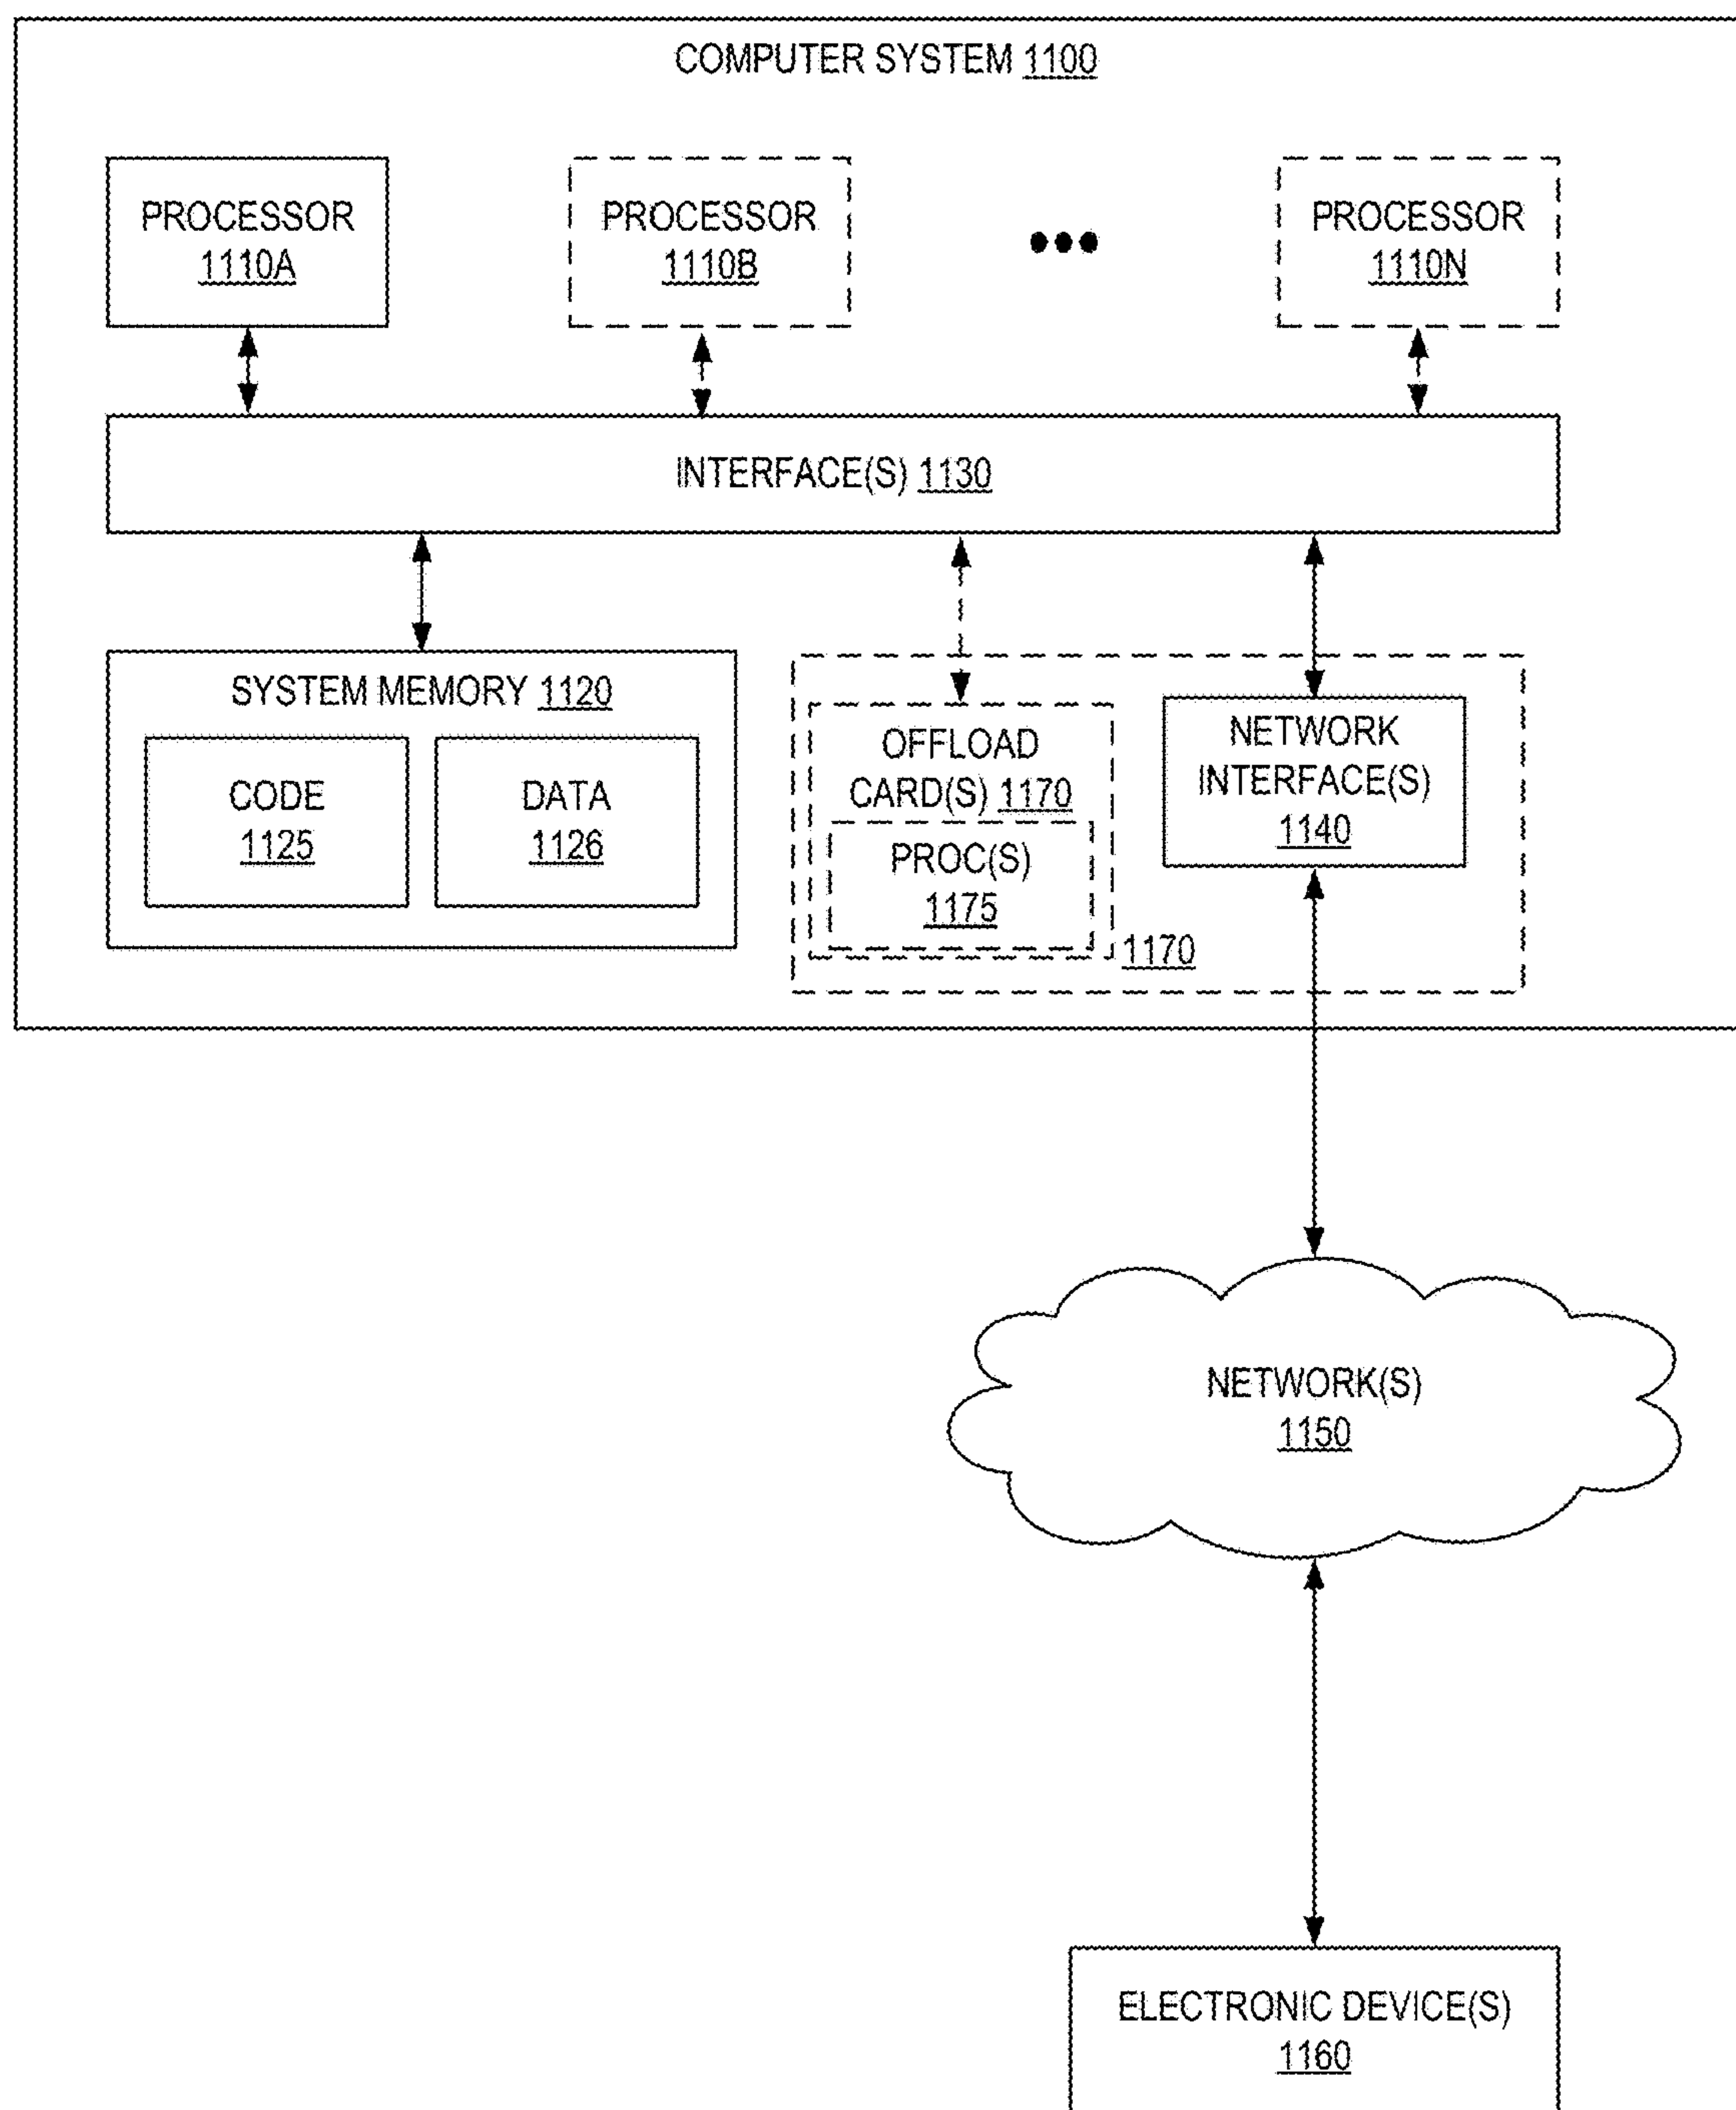 COMPUTER SYSTEM 1100
PROCESSOR
1110A
PROCESSOR
1110B
PROCESSOR
1110N
INTERFACE(S) 1130
SYSTEM MEMORY 1120
CODE
1125
DATA
1126
OFFLOAD
CARD(S) 1170
PROC(S)
1175
1170
NETWORK
INTERFACE(S)
1140
NETWORK(S)
1150
ELECTRONIC DEVICE(S)
1160